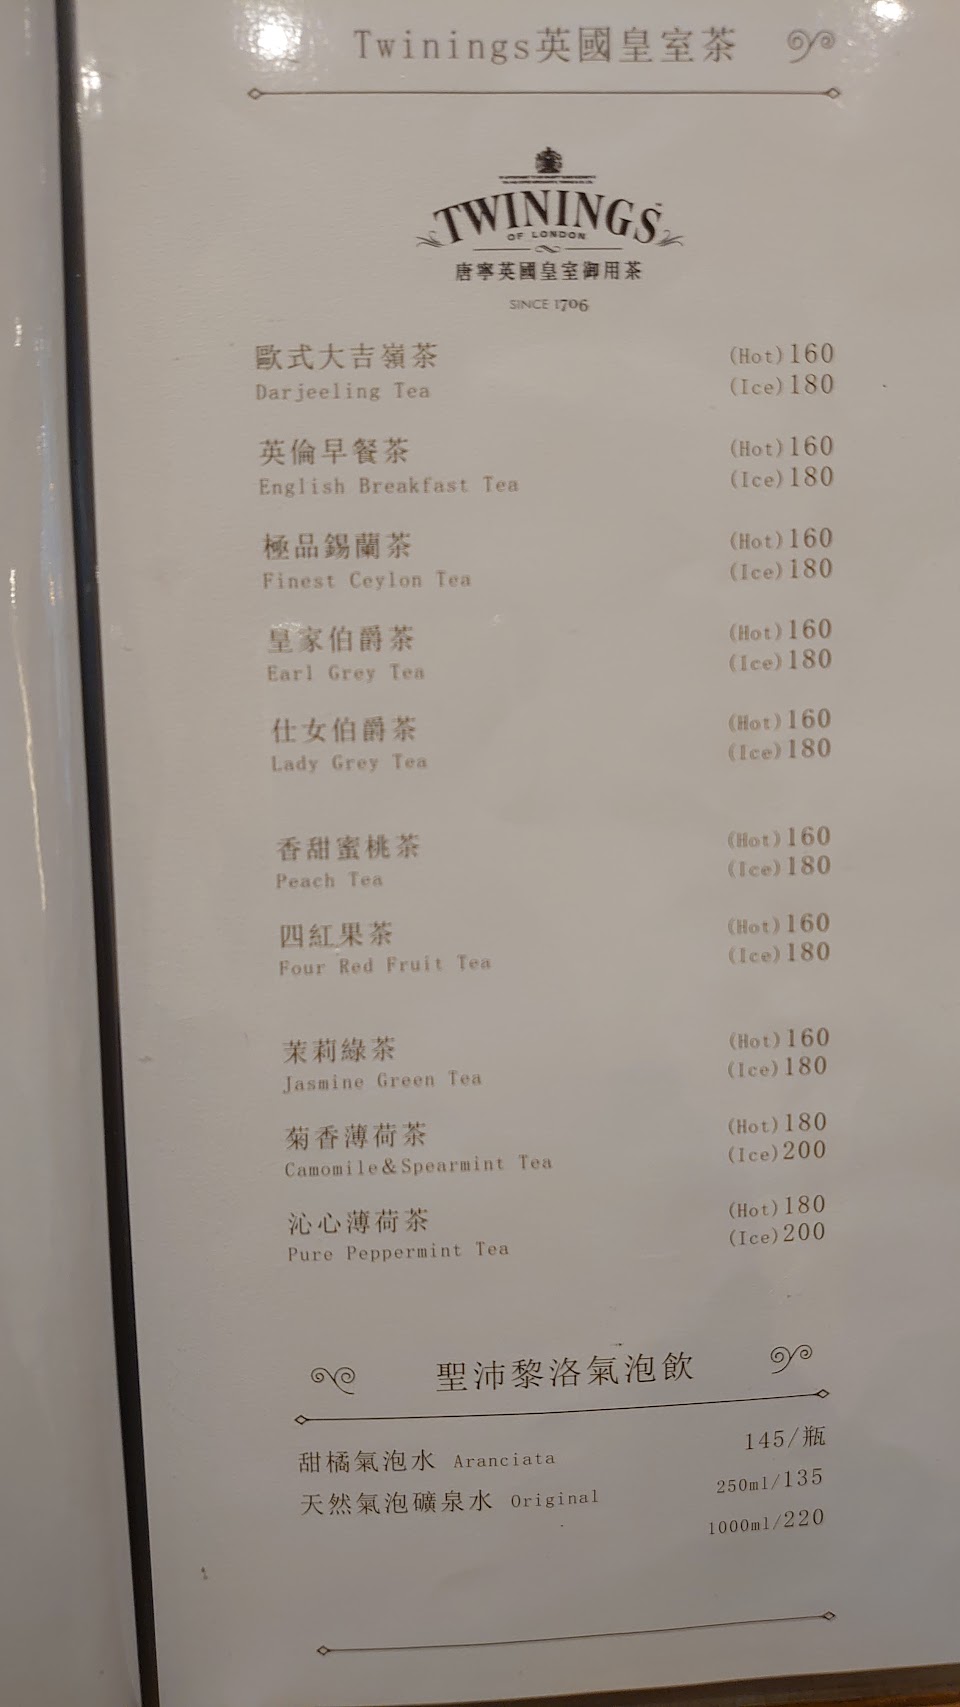 Twinings英國皇室茶
TWININGS
OF LONDON
唐寧英國皇室御用茶
SINCE 1706
歐式大吉嶺茶 (Hot)160
Darjeeling Tea (Ice)180
英倫早餐茶 (Hot)160
English Breakfast Tea (Ice)180
極品錫蘭茶 (Hot)160
Finest Ceylon Tea (Ice)180
皇家伯爵茶 (Hot)160
Earl Grey Tea (Ice)180
仕女伯爵茶 (Hot)160
Lady Grey Tea (Ice)180
香甜蜜桃茶 (Hot)160
Peach Tea (Ice)180
四紅果茶 (Hot)160
Four Red Fruit Tea (Ice)180
茉莉綠茶 (Hot)160
Jasmine Green Tea (Ice)180
菊香薄荷茶 (Hot)180
Camomile&Spearmint Tea (Ice)200
沁心薄荷茶 (Hot)180
Pure Peppermint Tea (Ice)200
聖沛黎洛氣泡飲
甜橘氣泡水 Aranciata 145/瓶
天然氣泡礦泉水 Original 250ml/135
1000ml/220